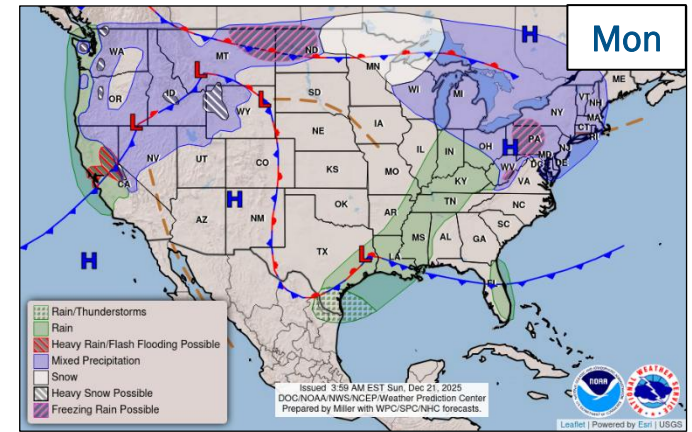 Mon
H
WA
MT
ND
MN
ME
L
OR
ID
L
WY
SD
WI
MI
VT
NH
NY
MA
CT
RI
L
NV
UT
CO
NE
IA
IL
IN
OH
PA
NJ
H
MD
DE
DC
WV
VA
CA
KS
MO
KY
H
AZ
NM
OK
AR
TN
NC
SC
MS
AL
GA
TX
LA
L
H
FL
Rain/Thunderstorms
Rain
Heavy Rain/Flash Flooding Possible
Mixed Precipitation
Snow
Heavy Snow Possible
Freezing Rain Possible
Issued 3:59 AM EST Sun, Dec 21, 2025
DOC/NOAA/NWS/NCEP/Weather Prediction Center
Prepared by Miller with WPC/SPC/NHC forecasts.
NOAA
NATIONAL WEATHER SERVICE
Leaflet | Powered by Esri | USGS